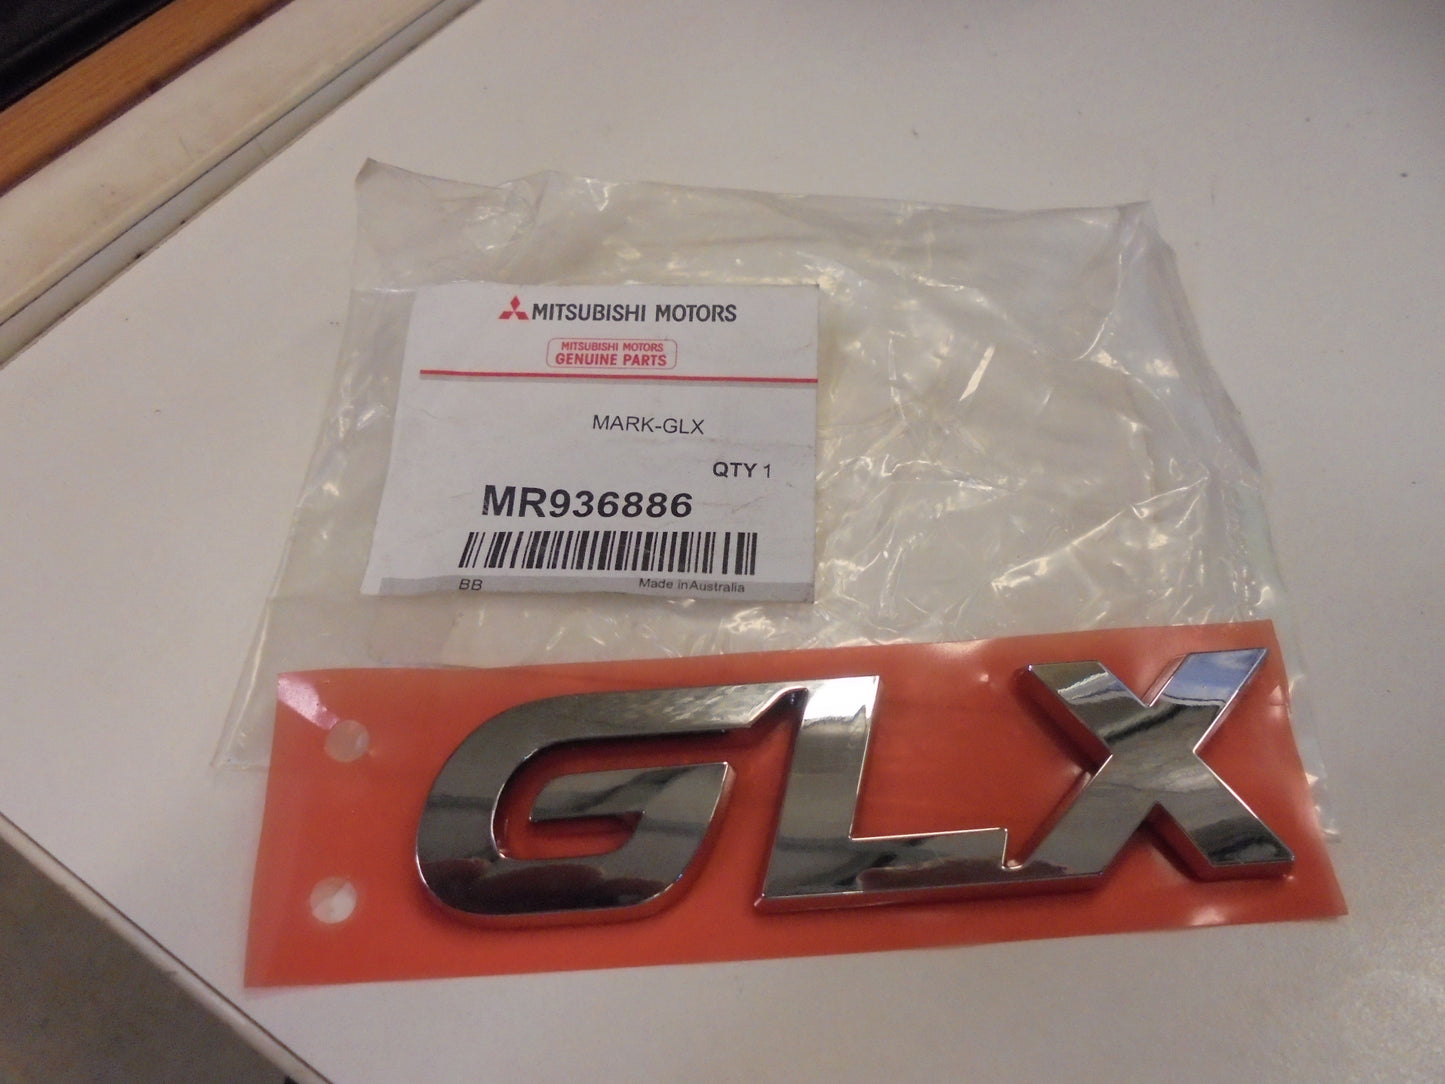 MITSUBISHI MOTORS
MITSUBISHI MOTORS
GENUINE PARTS
MARK-GLX
QTY 1
MR936886
BB Made in Australia
GLX